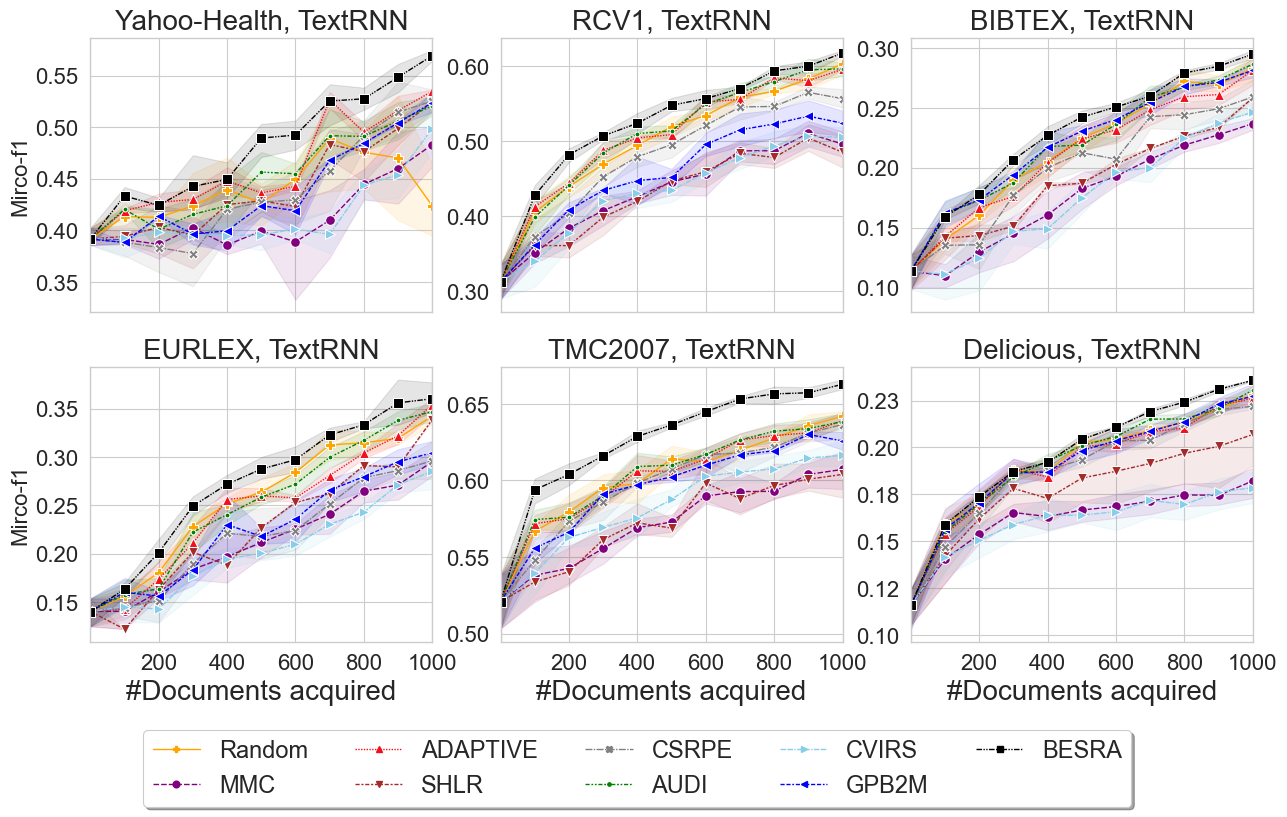 Yahoo-Health, TextRNN
RCV1, TextRNN
BIBTEX, TextRNN
Mirco-f1
0.55
0.50
0.45
0.40
0.35
0.60
0.50
0.40
0.30
0.30
0.25
0.20
0.15
0.10
EURLEX, TextRNN
TMC2007, TextRNN
Delicious, TextRNN
Mirco-f1
0.35
0.30
0.25
0.20
0.15
0.65
0.60
0.55
0.50
0.23
0.20
0.18
0.15
0.12
0.10
200 400 600 800 1000
200 400 600 800 1000
200 400 600 800 1000
#Documents acquired
#Documents acquired
#Documents acquired
Random ADAPTIVE CSRPE CVIRS BESRA
MMC SHLR AUDI GPB2M